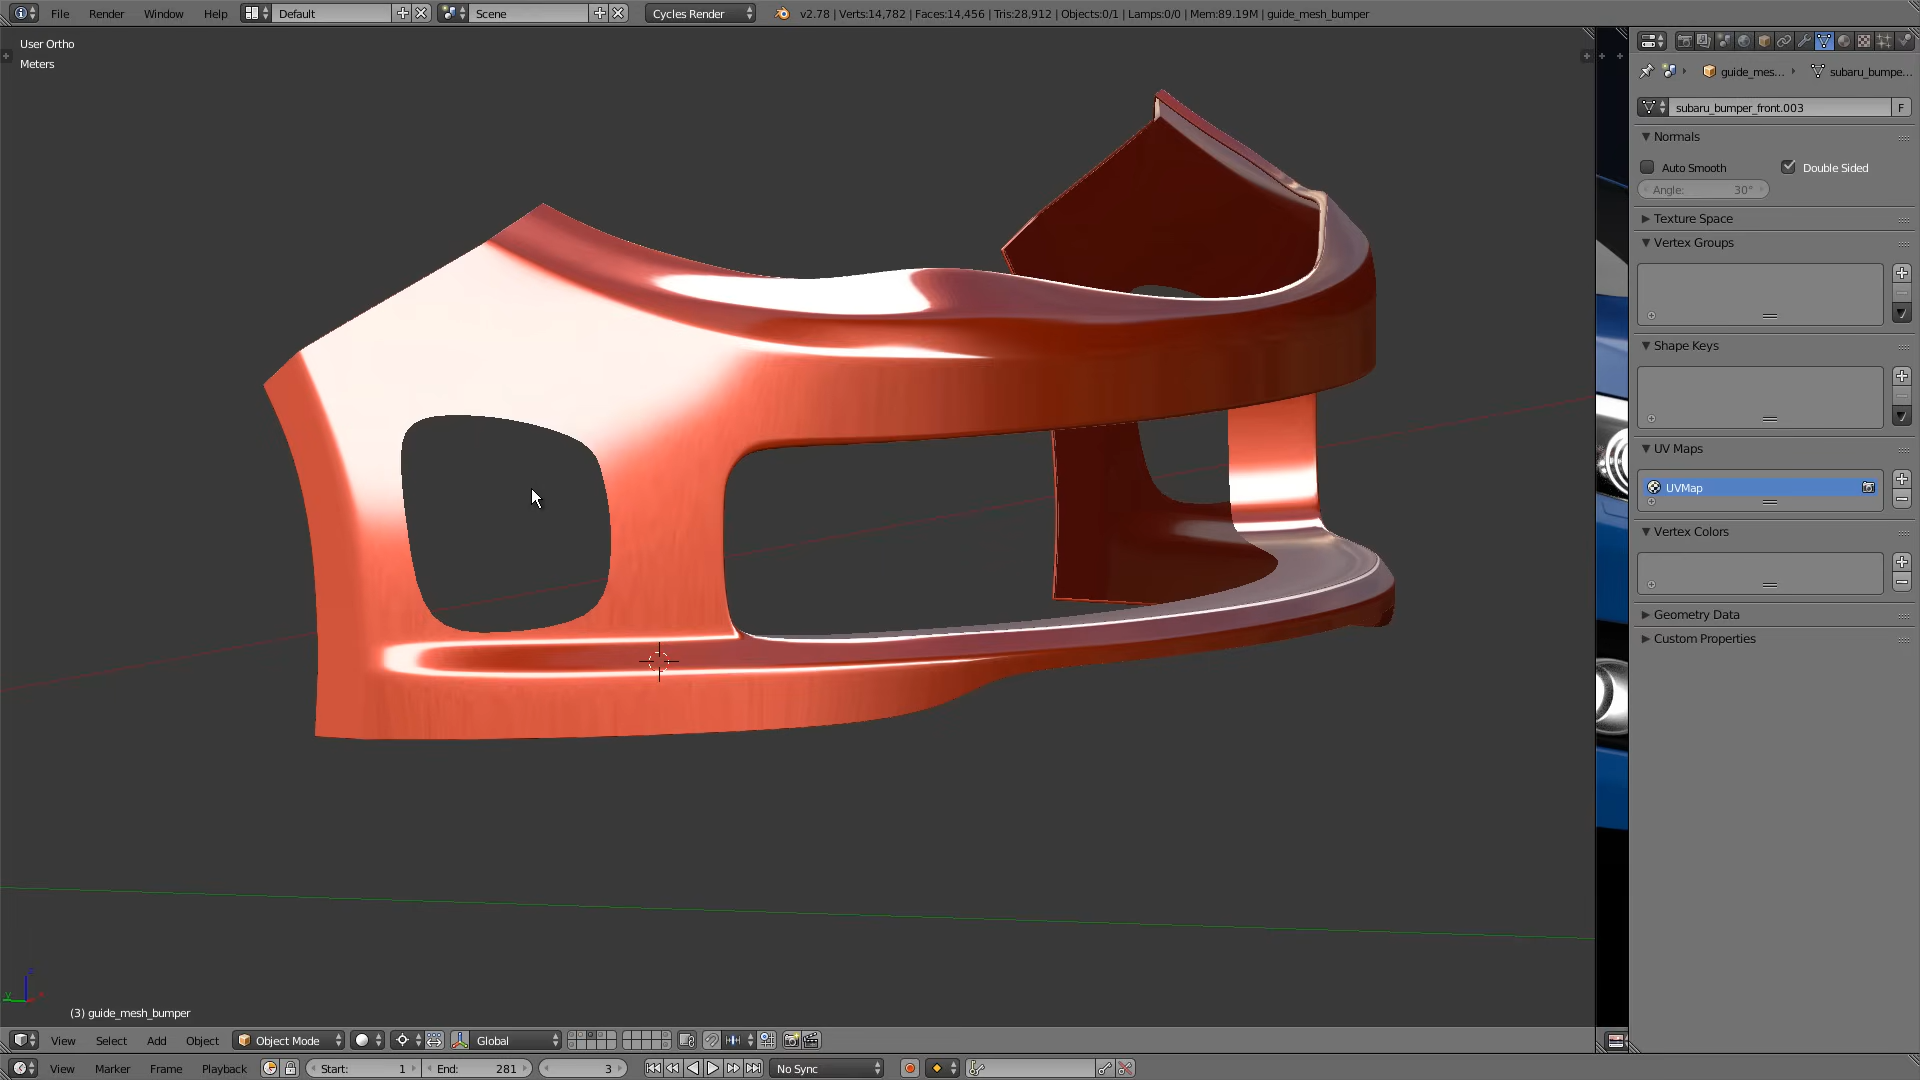 File Render Window Help Default Scene Cycles Render v2.78 | Verts:14,782 | Faces:14,456 | Tris:28,912 | Objects:0/1 | Lamps:0/0 | Mem:89.19M | guide_mesh_bumper
User Ortho
Meters
guide_mes... subaru_bumpe...
subaru_bumper_front.003 F
Normals
Auto Smooth Double Sided
Angle: 30°
Texture Space
Vertex Groups
Shape Keys
UV Maps
UVMap
Vertex Colors
Geometry Data
Custom Properties
z
y
(3) guide_mesh_bumper
View Select Add Object Object Mode Global
View Marker Frame Playback Start: 1 End: 281 3 No Sync